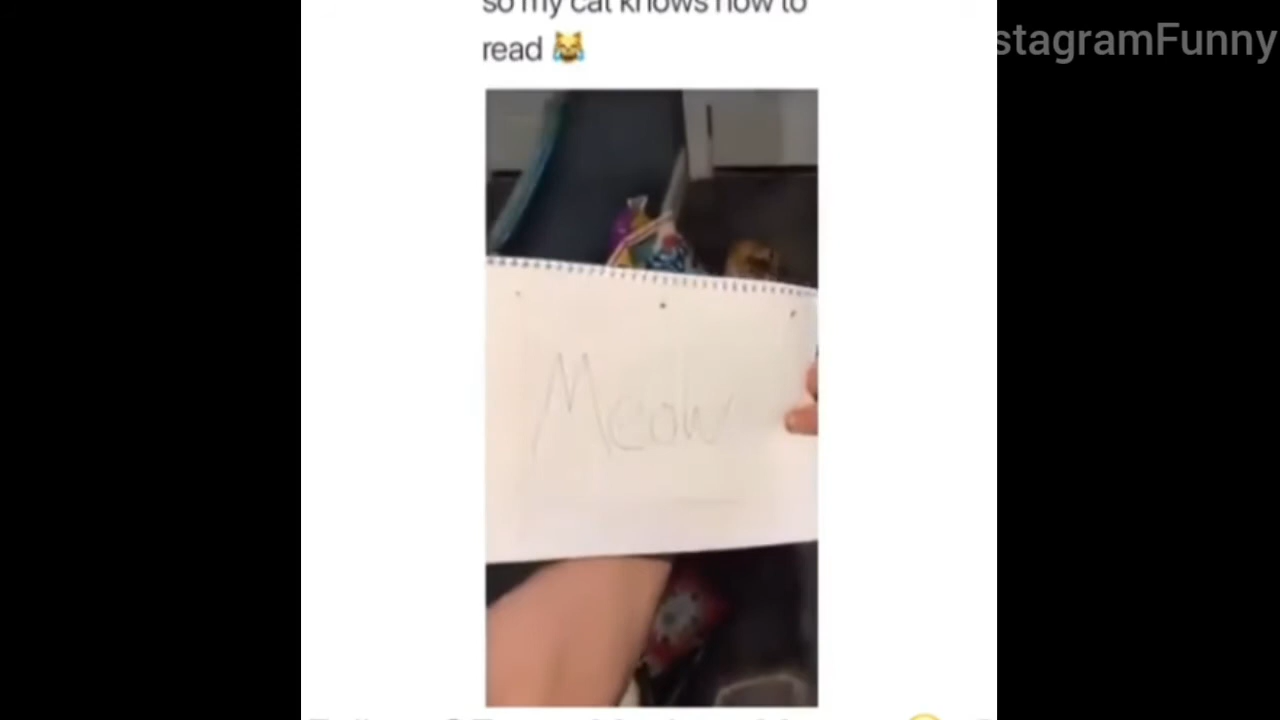 so my cat knows how to
read 😹
stagramFunny
Meow